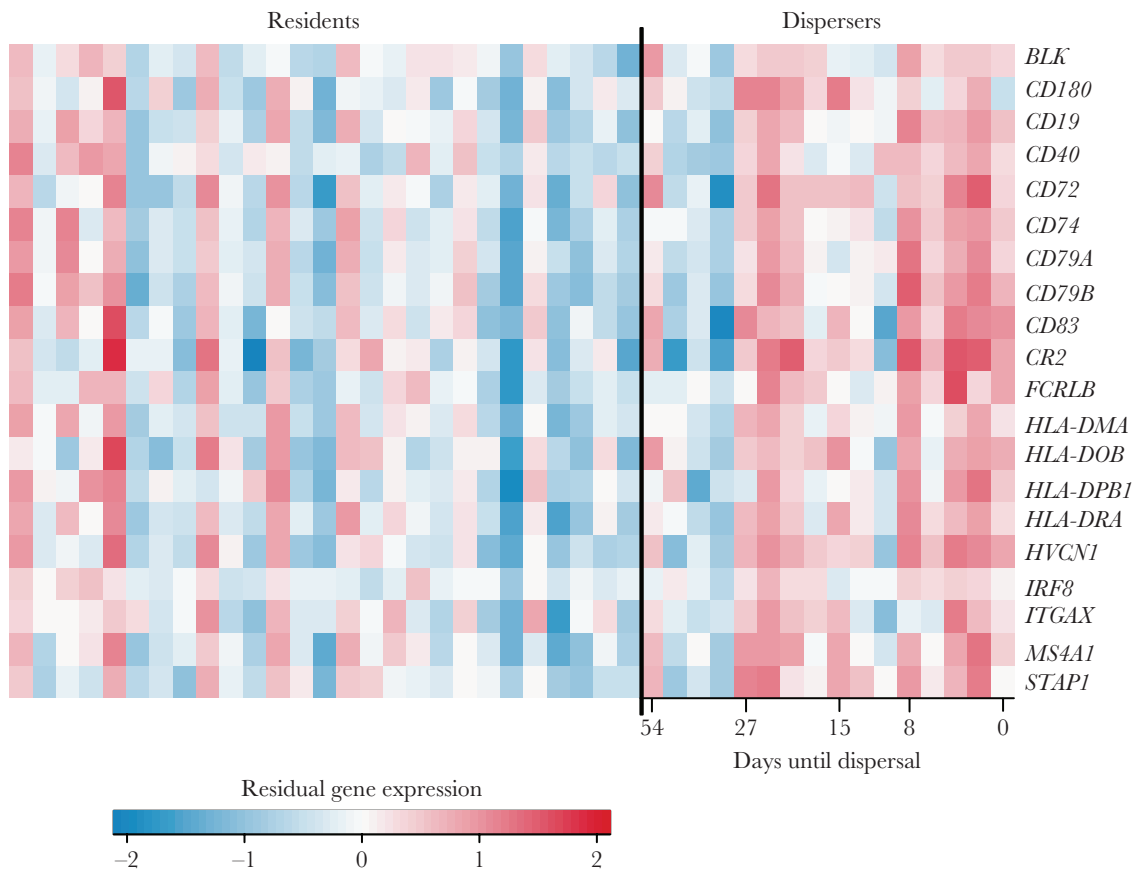 Residents
Dispersers
BLK
CD180
CD19
CD40
CD72
CD74
CD79A
CD79B
CD83
CR2
FCRLB
HLA-DMA
HLA-DOB
HLA-DPB1
HLA-DRA
HVCN1
IRF8
ITGAX
MS4A1
STAP1
54 27 15 8 0
Days until dispersal
Residual gene expression
–2 –1 0 1 2